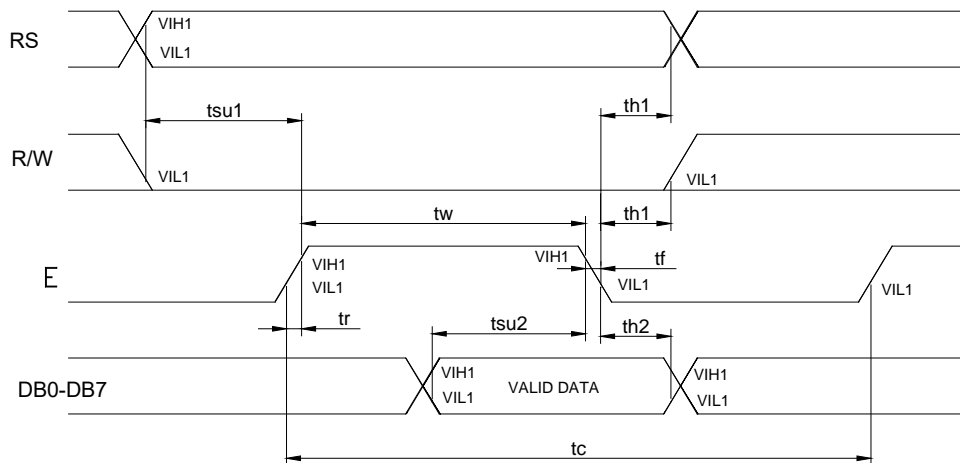 RS
VIH1
VIL1
tsu1
th1
R/W
VIL1
VIL1
tw
th1
E
VIH1
VIL1
VIH1
tf
VIL1
VIL1
tr
tsu2
th2
DB0-DB7
VIH1
VIL1
VALID DATA
VIH1
VIL1
tc